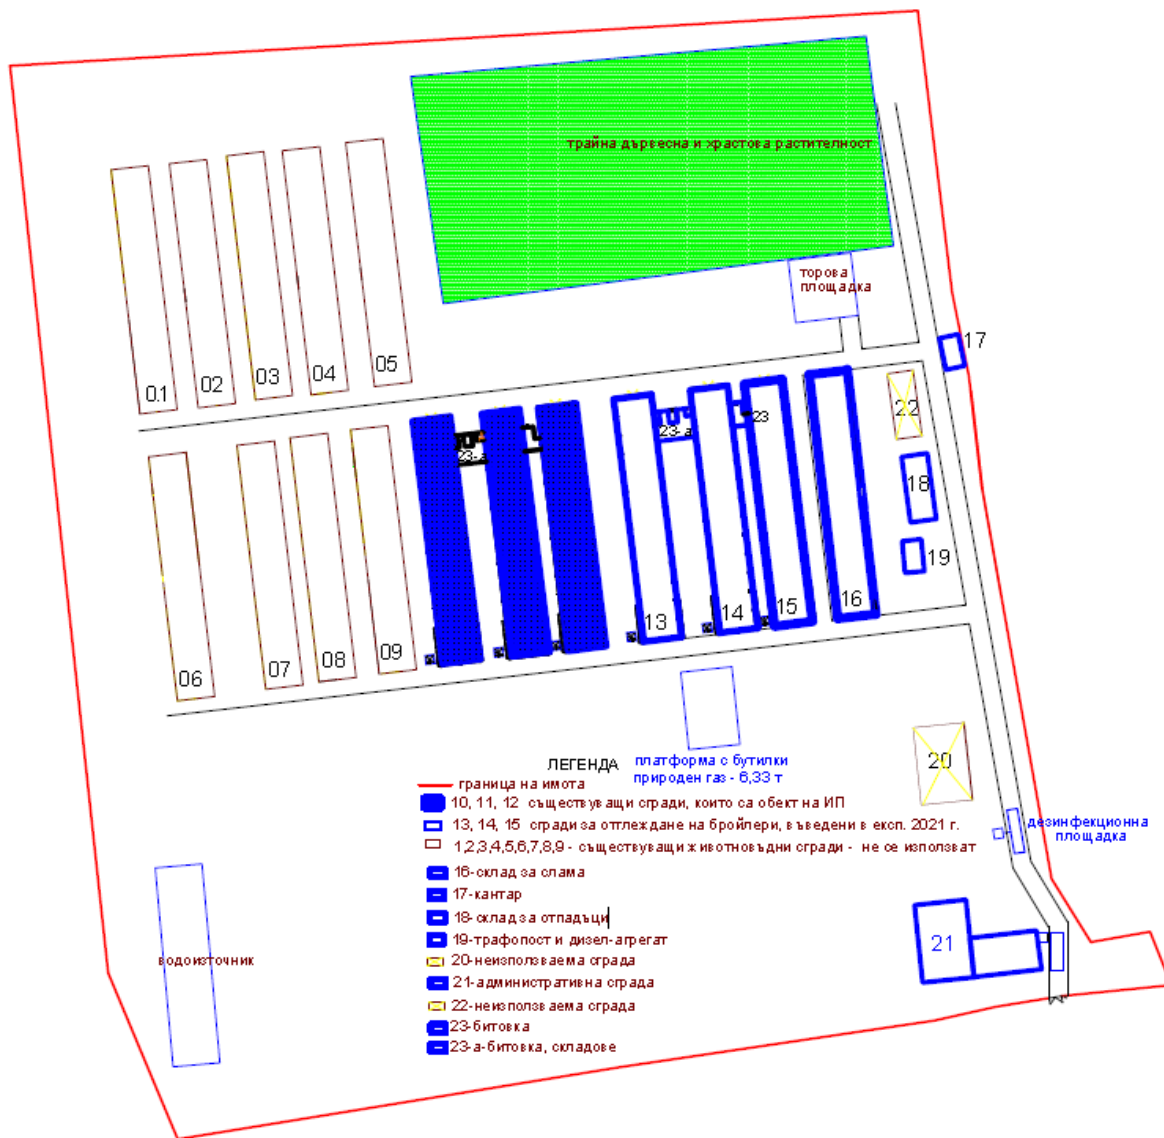 трайна дървесна и храстова растителност
торова
площадка
17
0.1
02
03
04
05
22
23-а
23-а
23
18
19
06
07
08
09
13
14
15
16
20
ЛЕГЕНДА
платформа с бутилки
природен газ - 6,33 т
граница на имота
10, 11, 12 съществуващи сгради, които са обект на ИП
13, 14, 15 сгради за отглеждане на бройлери, въведени в експ. 2021 г.
1,2,3,4,5,6,7,8,9 - съществуващи животновъдни сгради - не се използват
16-склад за слама
17-кантар
18-склад за отпадъци
19-трафопост и дизел-агрегат
20-неизползваема сграда
21-административна сграда
22-неизползваема сграда
23-битовка
23-а-битовка, складове
дезинфекционна
площадка
21
водоизточник